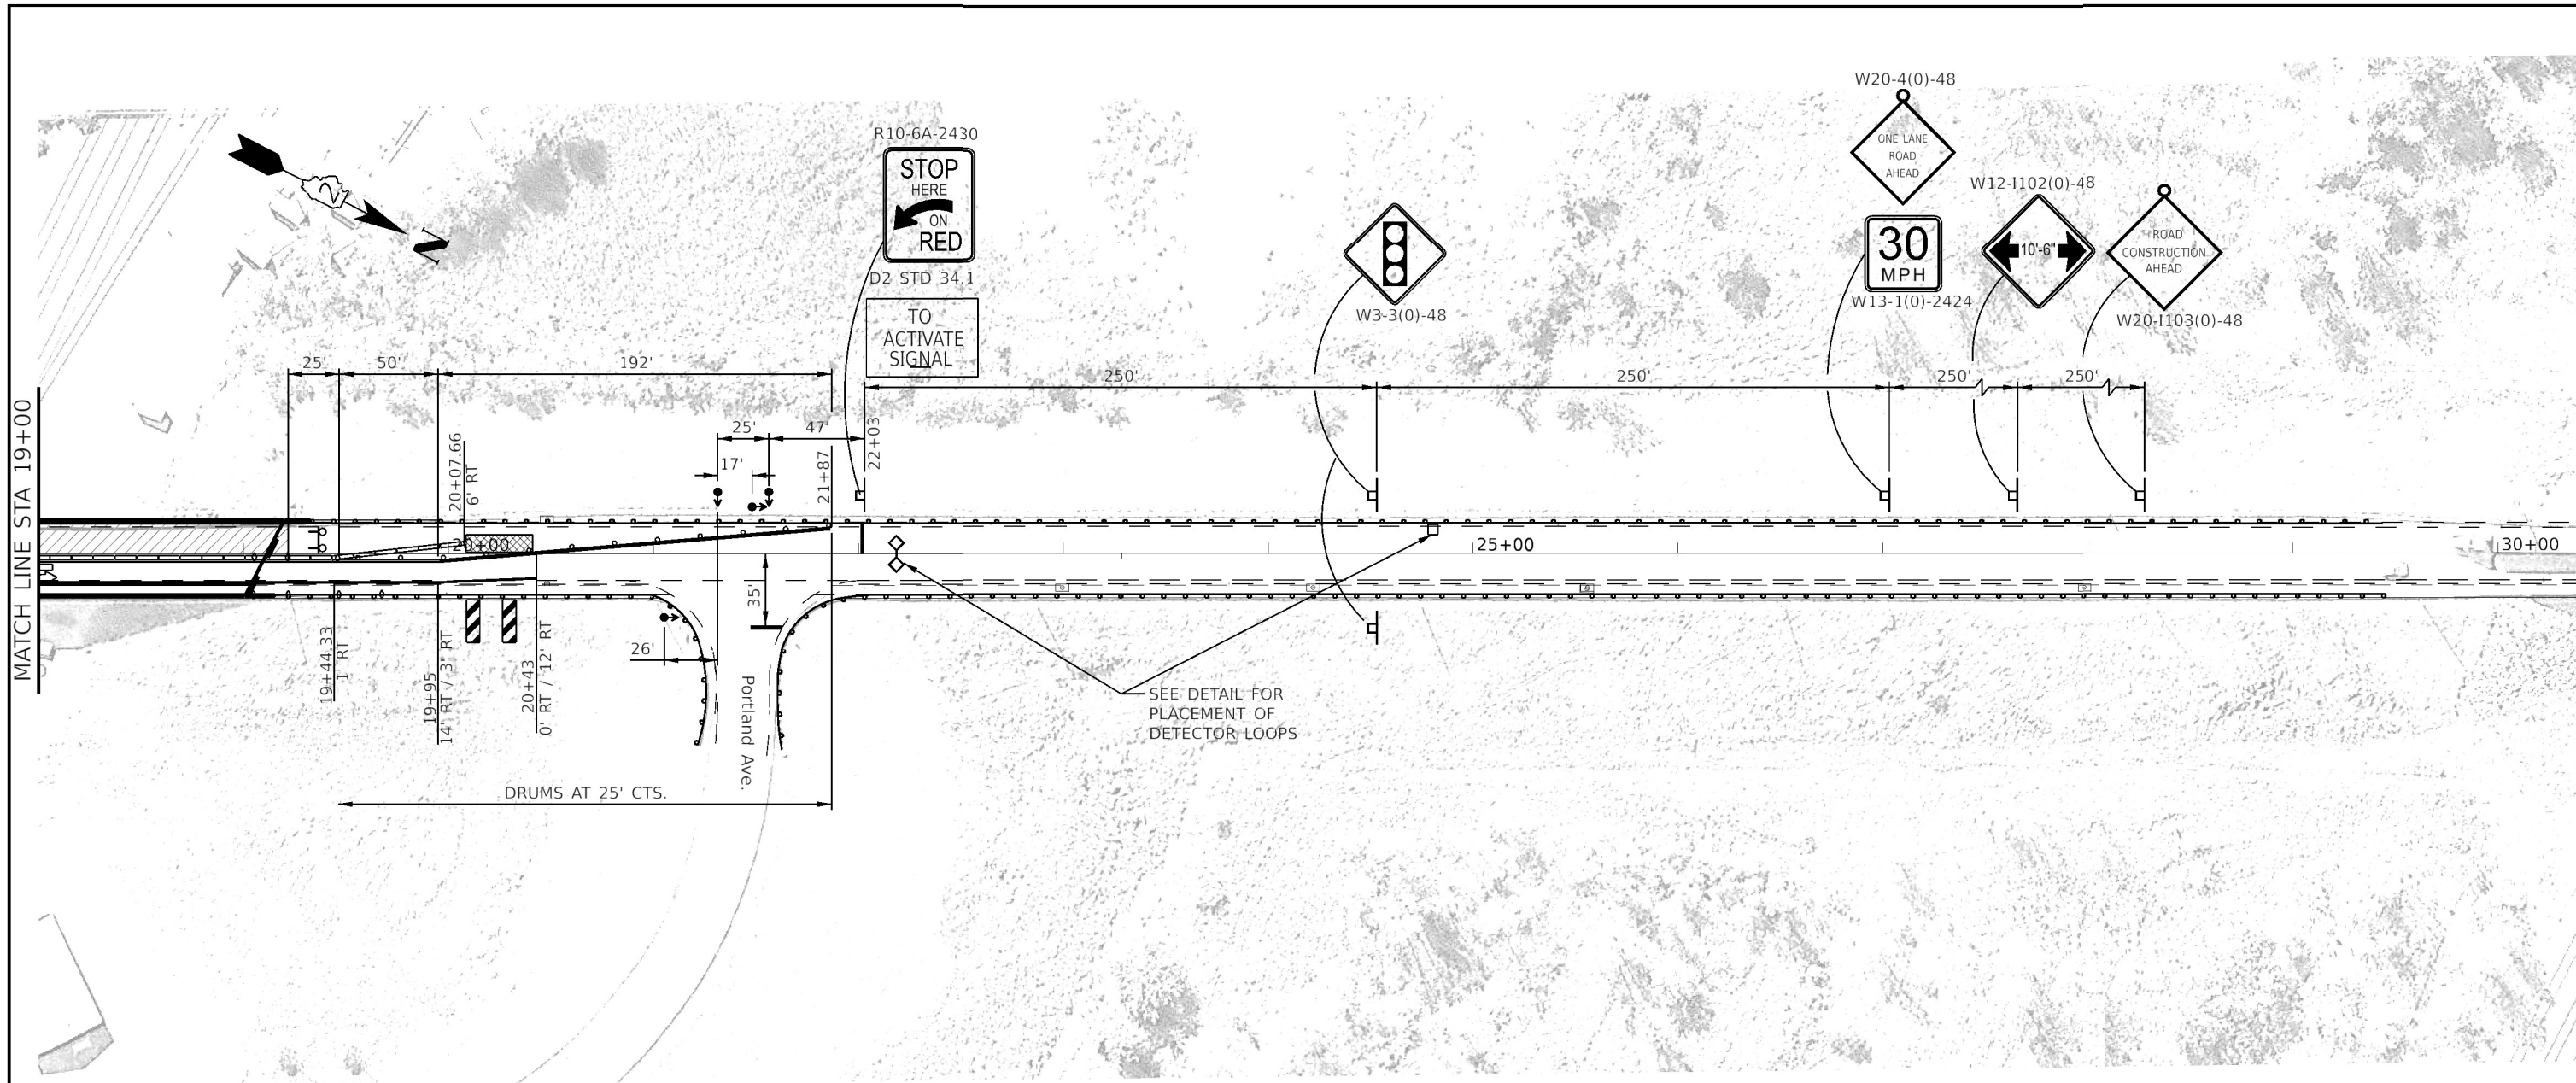 W20-4(0)-48
ONE LANE
ROAD
AHEAD
R10-6A-2430
STOP
HERE
ON
RED
D2 STD 34.1
TO
ACTIVATE
SIGNAL
W3-3(0)-48
30
MPH
W13-1(0)-2424
W12-I102(0)-48
10'-6"
ROAD
CONSTRUCTION
AHEAD
W20-I103(0)-48
2
N
25'
50'
192'
250'
250'
250'
250'
25'
47'
17'
22+03
21+87
20+07.66
6' RT
MATCH LINE STA 19+00
20+00
25+00
30+00
35'
26'
19+44.33
1' RT
19+95
14' RT / 3' RT
20+43
0' RT / 12' RT
Portland Ave.
SEE DETAIL FOR
PLACEMENT OF
DETECTOR LOOPS
DRUMS AT 25' CTS.